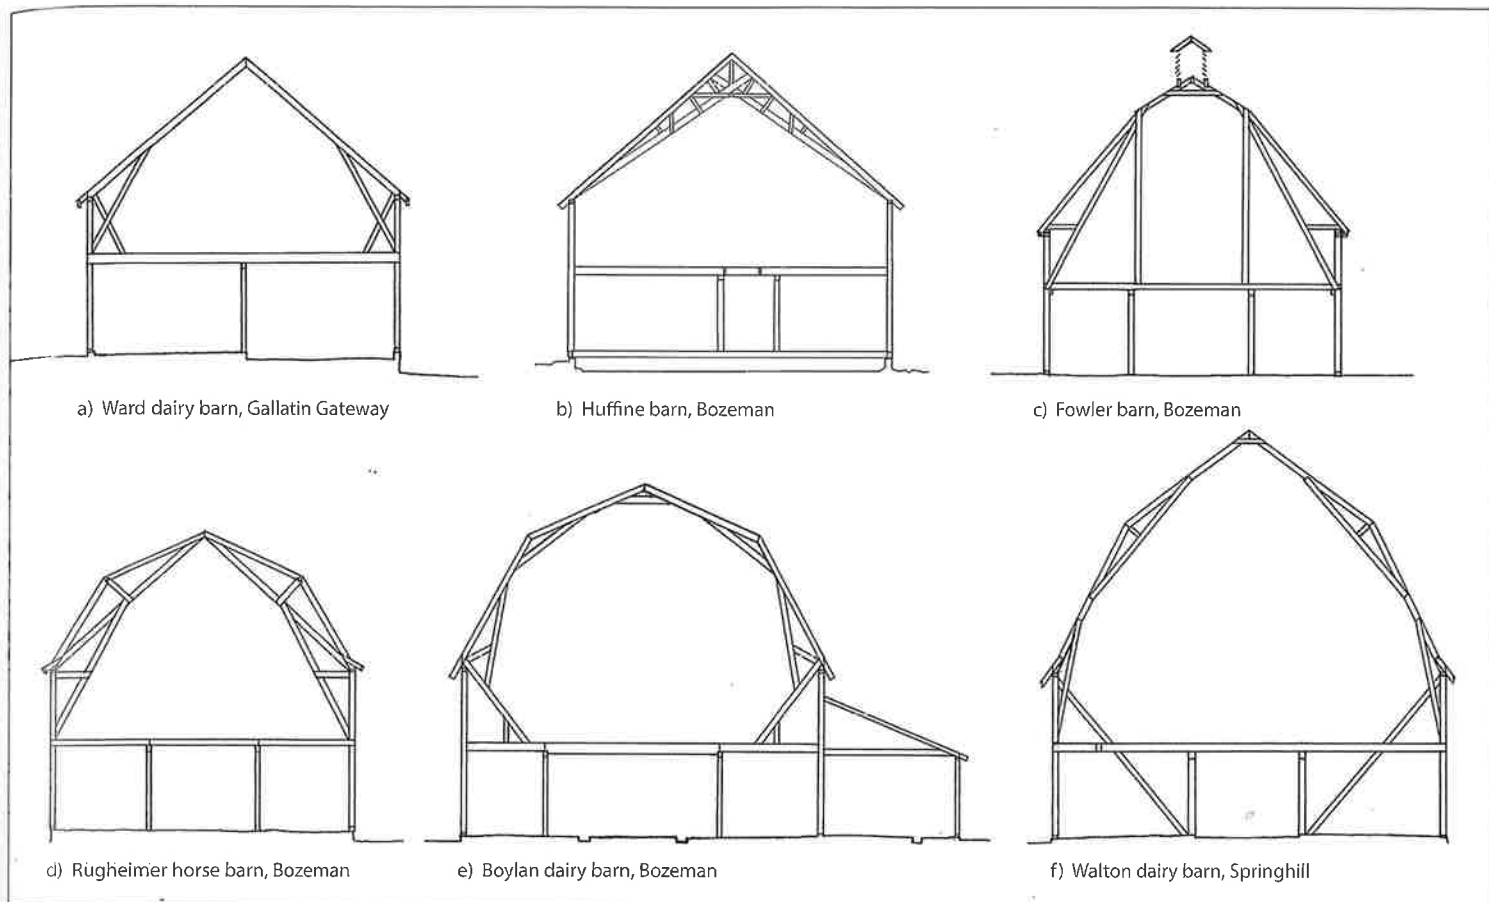 a) Ward dairy barn, Gallatin Gateway
b) Huffine barn, Bozeman
c) Fowler barn, Bozeman
d) Rugheimer horse barn, Bozeman
e) Boylan dairy barn, Bozeman
f) Walton dairy barn, Springhill